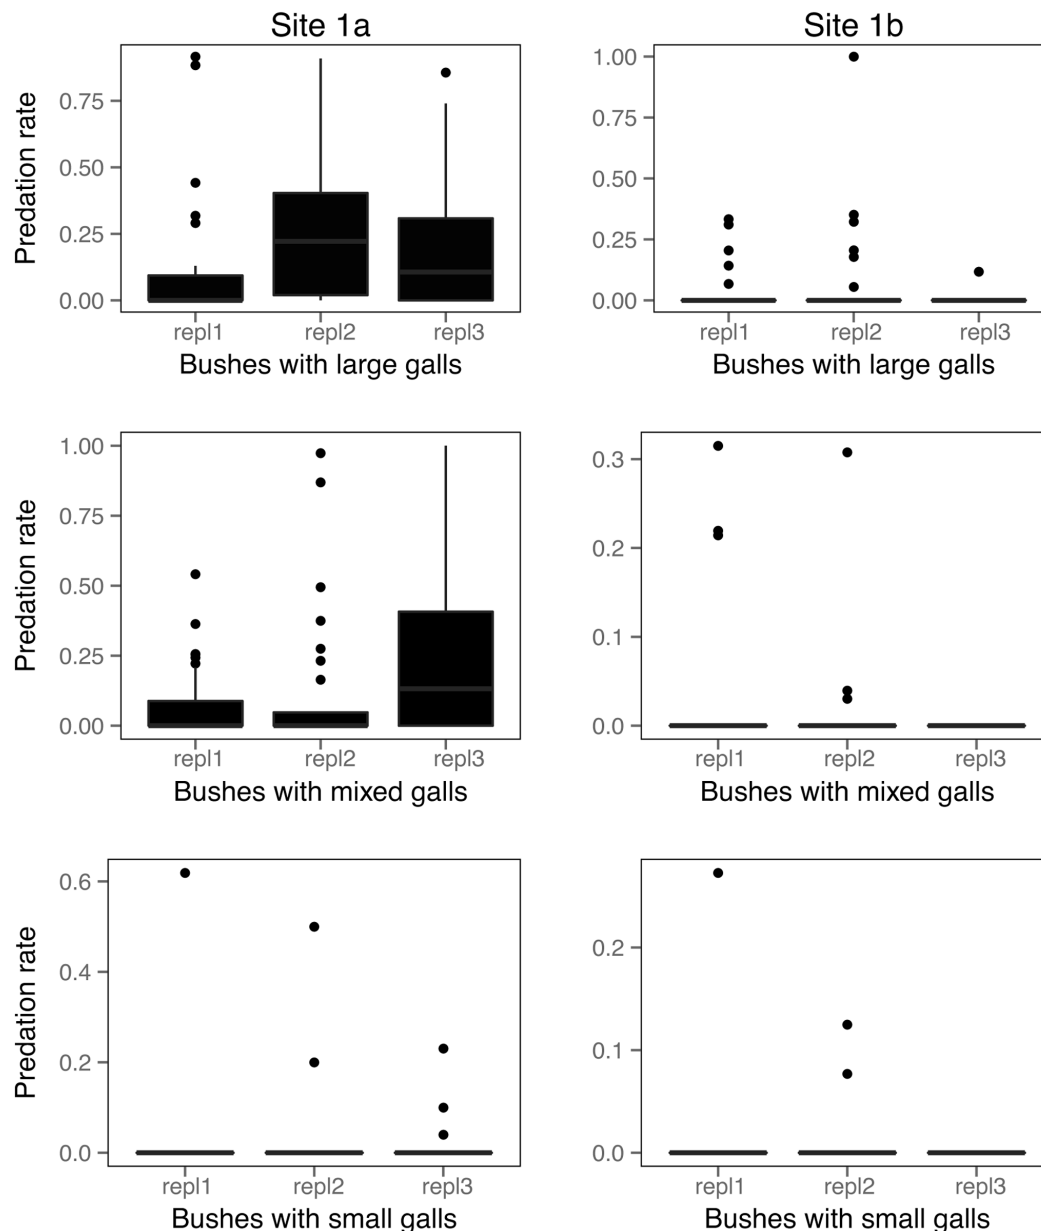 Site 1a
Site 1b
Predation rate
0.75
0.50
0.25
0.00
repl1 repl2 repl3
Bushes with large galls
1.00
0.75
0.50
0.25
0.00
repl1 repl2 repl3
Bushes with large galls
Predation rate
1.00
0.75
0.50
0.25
0.00
repl1 repl2 repl3
Bushes with mixed galls
0.3
0.2
0.1
0.0
repl1 repl2 repl3
Bushes with mixed galls
Predation rate
0.6
0.4
0.2
0.0
repl1 repl2 repl3
Bushes with small galls
0.2
0.1
0.0
repl1 repl2 repl3
Bushes with small galls